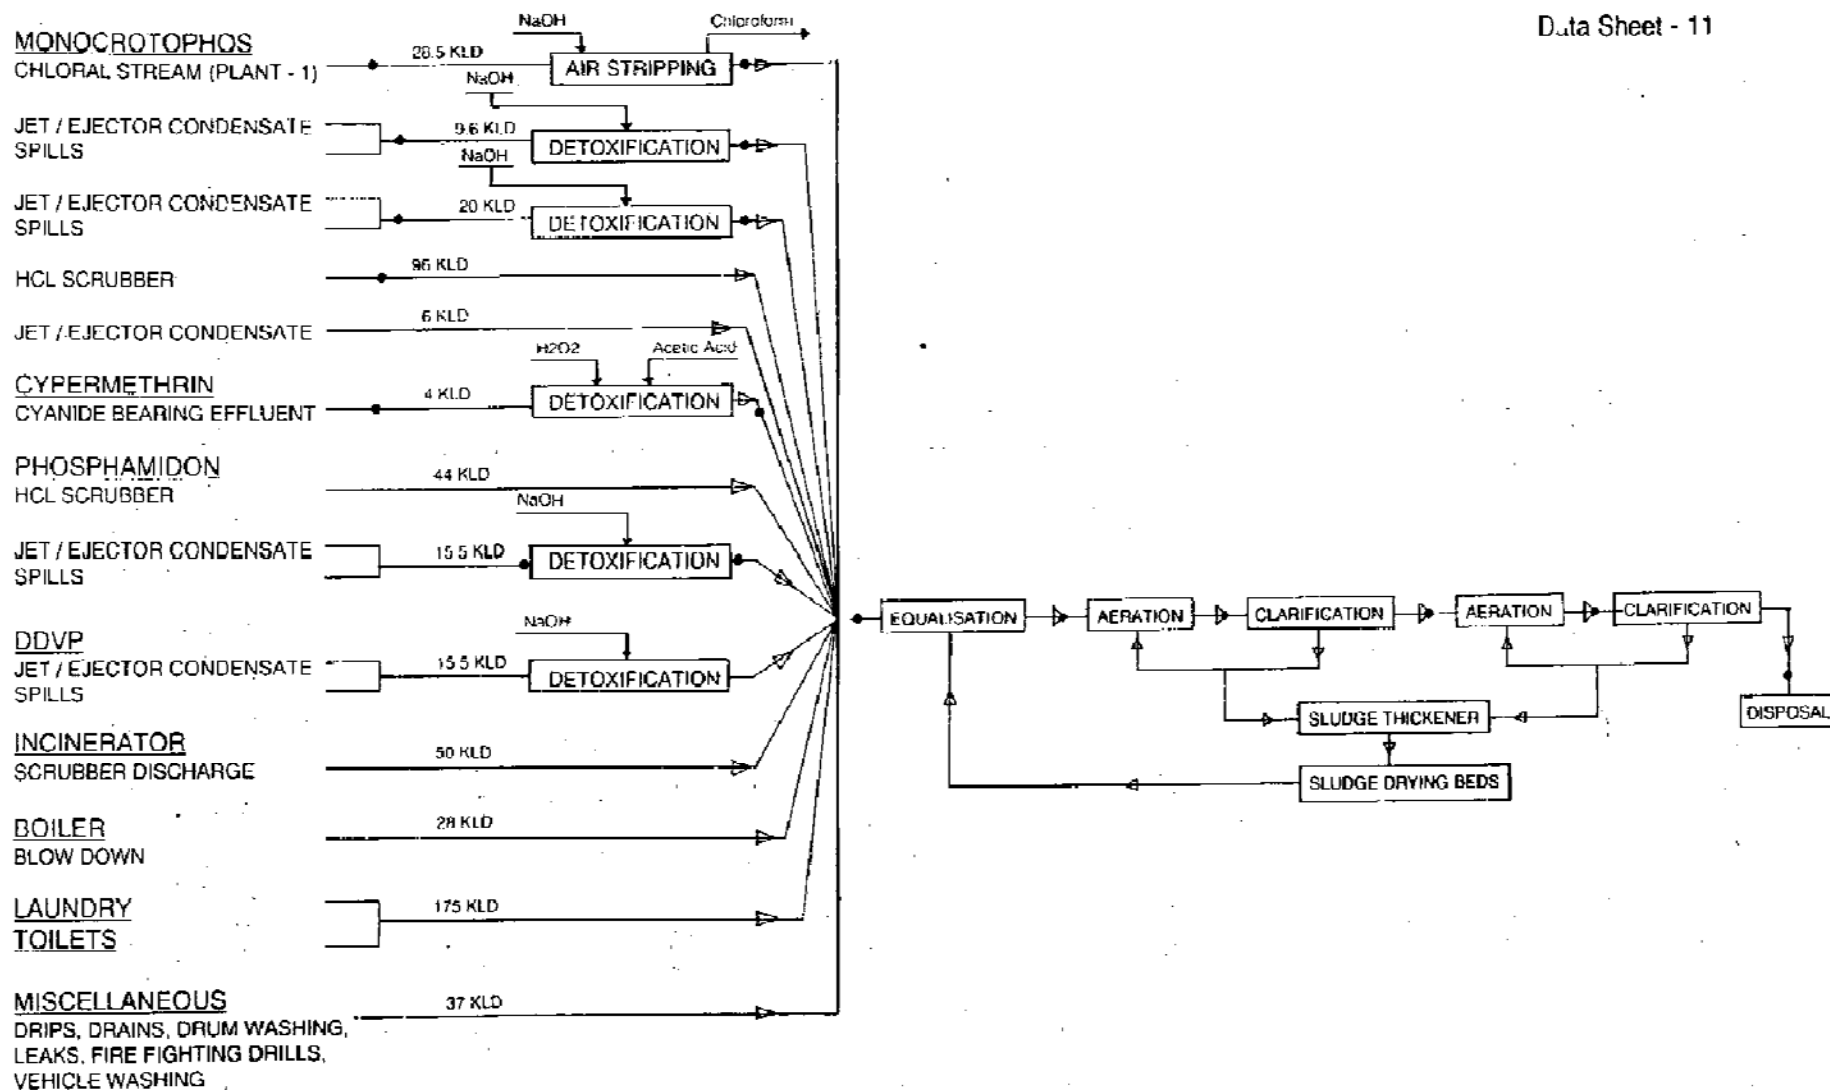 Data Sheet - 11
NaOH
Chloroform
MONOCROTOPHOS
CHLORAL STREAM (PLANT - 1)
28.5 KLD
AIR STRIPPING
NaOH
JET / EJECTOR CONDENSATE
SPILLS
9.6 KLD
DETOXIFICATION
NaOH
JET / EJECTOR CONDENSATE
SPILLS
20 KLD
DETOXIFICATION
HCL SCRUBBER
96 KLD
JET / EJECTOR CONDENSATE
6 KLD
H2O2
Acetic Acid
CYPERMETHRIN
CYANIDE BEARING EFFLUENT
4 KLD
DETOXIFICATION
PHOSPHAMIDON
HCL SCRUBBER
44 KLD
NaOH
JET / EJECTOR CONDENSATE
SPILLS
15.5 KLD
DETOXIFICATION
NaOH
DDVP
JET / EJECTOR CONDENSATE
SPILLS
15.5 KLD
DETOXIFICATION
INCINERATOR
SCRUBBER DISCHARGE
50 KLD
BOILER
BLOW DOWN
28 KLD
LAUNDRY
TOILETS
175 KLD
MISCELLANEOUS
DRIPS, DRAINS, DRUM WASHING,
LEAKS, FIRE FIGHTING DRILLS,
VEHICLE WASHING
37 KLD
EQUALISATION
AERATION
CLARIFICATION
AERATION
CLARIFICATION
SLUDGE THICKENER
DISPOSAL
SLUDGE DRYING BEDS